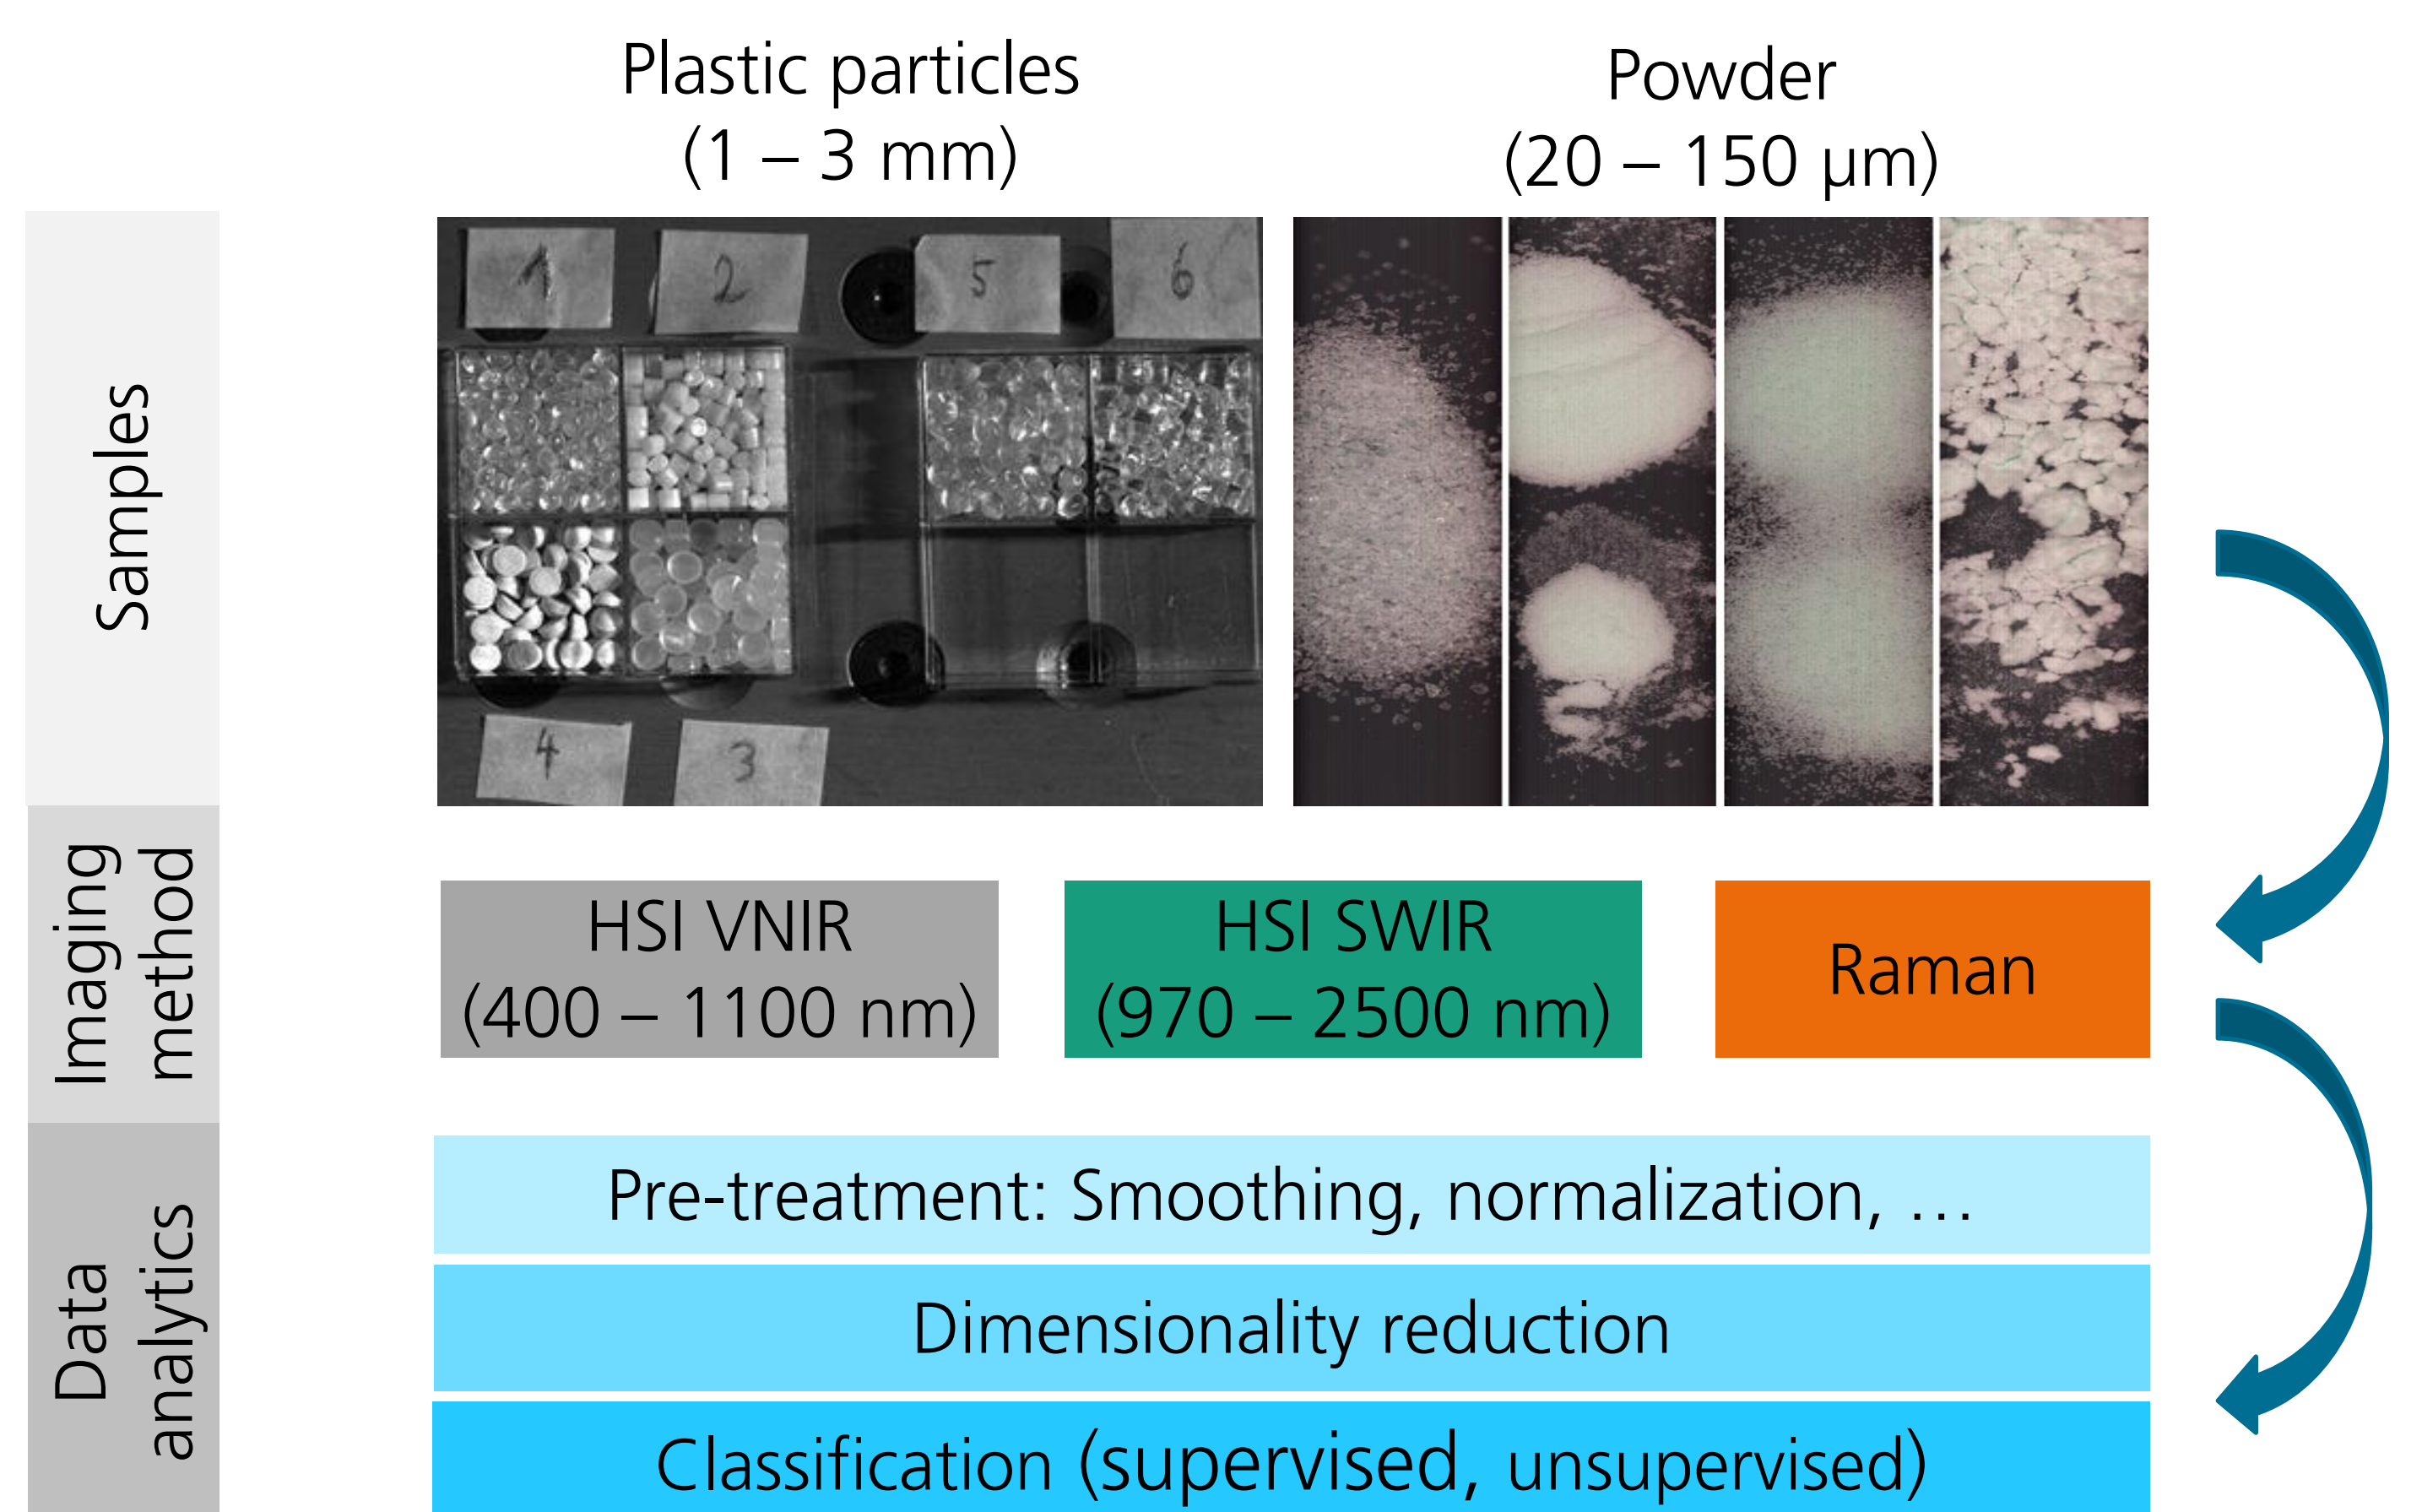 Plastic particles
(1 – 3 mm)
Powder
(20 – 150 µm)
Samples
1
2
5
6
4
3
Imaging
method
HSI VNIR
(400 – 1100 nm)
HSI SWIR
(970 – 2500 nm)
Raman
Data
analytics
Pre-treatment: Smoothing, normalization, …
Dimensionality reduction
Classification (supervised, unsupervised)